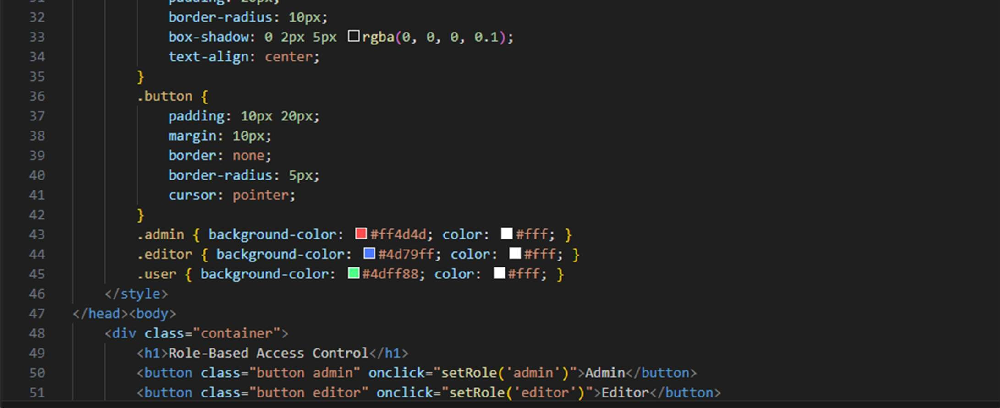 31 padding: 20px;
32 border-radius: 10px;
33 box-shadow: 0 2px 5px rgba(0, 0, 0, 0.1);
34 text-align: center;
35 }
36 .button {
37 padding: 10px 20px;
38 margin: 10px;
39 border: none;
40 border-radius: 5px;
41 cursor: pointer;
42 }
43 .admin { background-color: #ff4d4d; color: #fff; }
44 .editor { background-color: #4d79ff; color: #fff; }
45 .user { background-color: #4dff88; color: #fff; }
46 </style>
47 </head><body>
48 <div class="container">
49 <h1>Role-Based Access Control</h1>
50 <button class="button admin" onclick="setRole('admin')">Admin</button>
51 <button class="button editor" onclick="setRole('editor')">Editor</button>